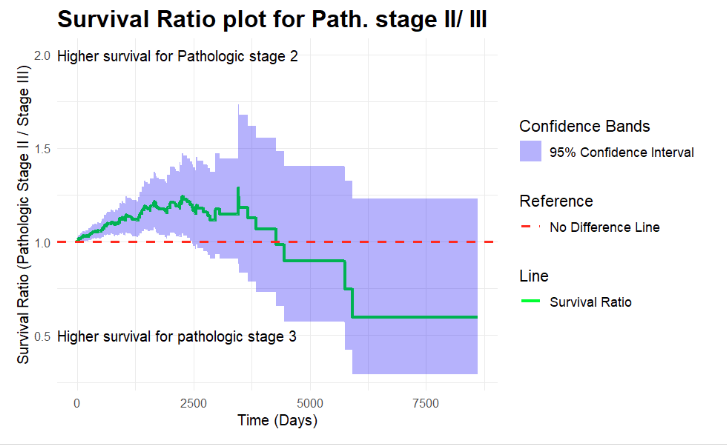 Survival Ratio plot for Path. stage II/ III
Survival Ratio (Pathologic Stage II / Stage III)
2.0
1.5
1.0
0.5
Higher survival for Pathologic stage 2
Higher survival for pathologic stage 3
0
2500
5000
7500
Time (Days)
Confidence Bands
95% Confidence Interval
Reference
No Difference Line
Line
Survival Ratio